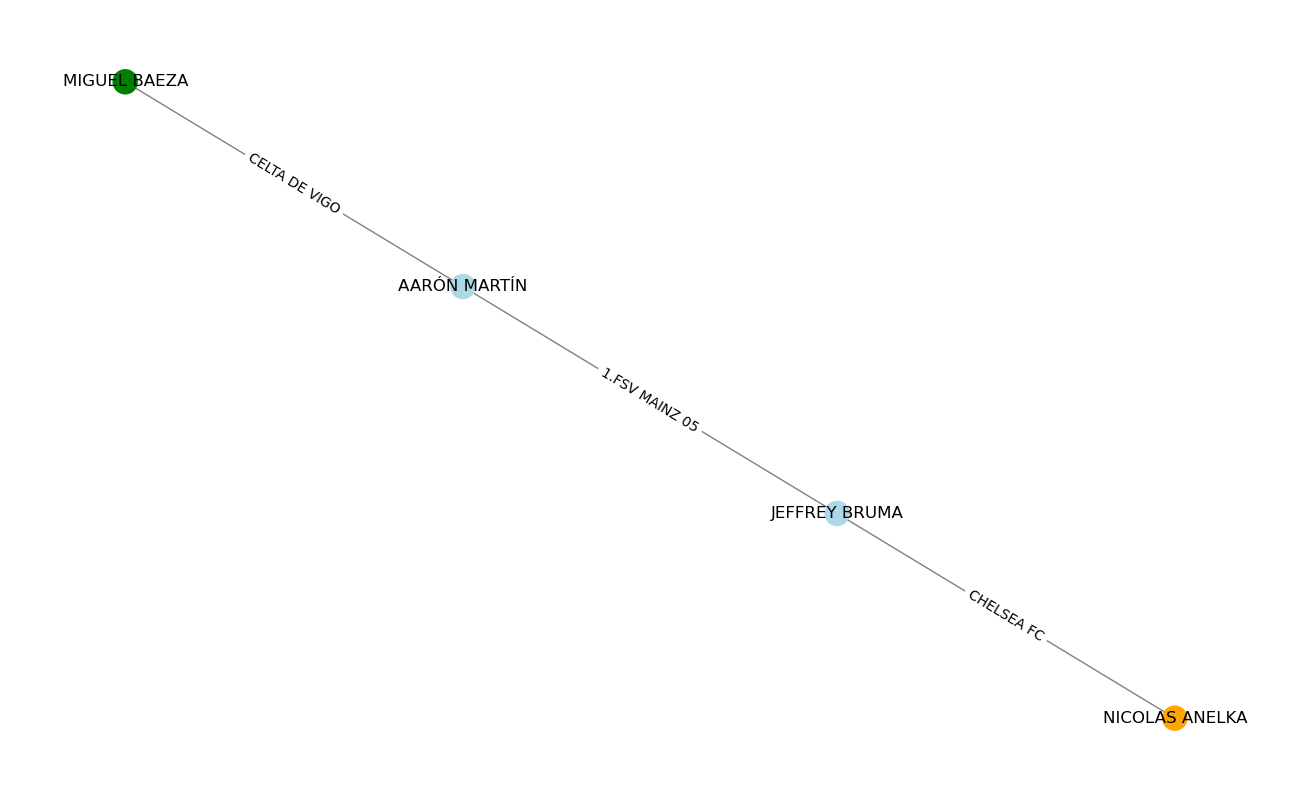 MIGUEL BAEZA
CELTA DE VIGO
AARÓN MARTÍN
1.FSV MAINZ 05
JEFFREY BRUMA
CHELSEA FC
NICOLAS ANELKA